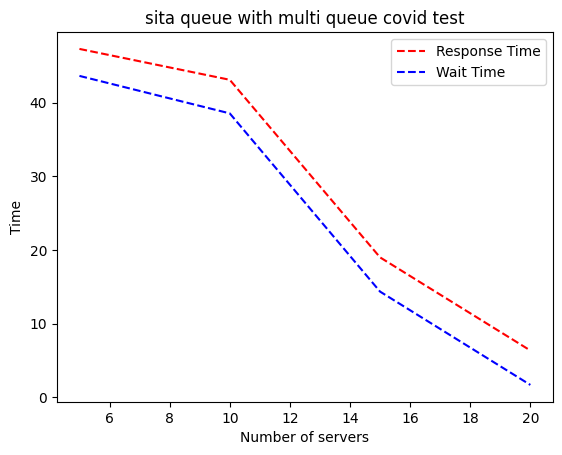 sita queue with multi queue covid test
Response Time
Wait Time
Time
40
30
20
10
0
6 8 10 12 14 16 18 20
Number of servers